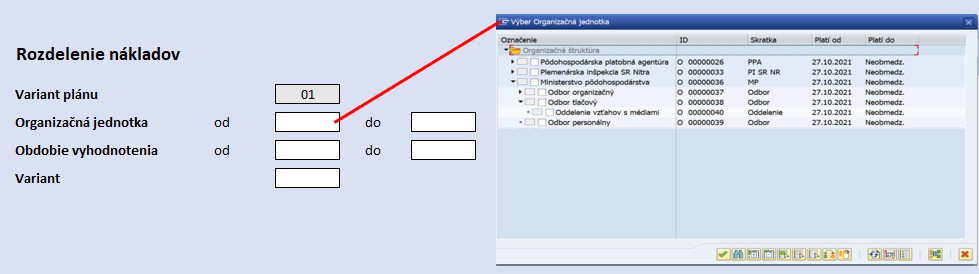 Rozdelenie nákladov
Variant plánu 01
Organizačná jednotka od do
Obdobie vyhodnotenia od do
Variant
Výber Organizačná jednotka
Označenie ID Skratka Platí od Platí do
Organizačná štruktúra
Pôdohospodárska platobná agentúra O 00000026 PPA 27.10.2021 Neobmedz.
Plemenárska inšpekcia SR Nitra O 00000033 PI SR NR 27.10.2021 Neobmedz.
Ministerstvo pôdohospodárstva O 00000036 MP 27.10.2021 Neobmedz.
Odbor organizačný O 00000037 Odbor 27.10.2021 Neobmedz.
Odbor tlačový O 00000038 Odbor 27.10.2021 Neobmedz.
Oddelenie vzťahov s médiami O 00000040 Oddelenie 27.10.2021 Neobmedz.
Odbor personálny O 00000039 Odbor 27.10.2021 Neobmedz.